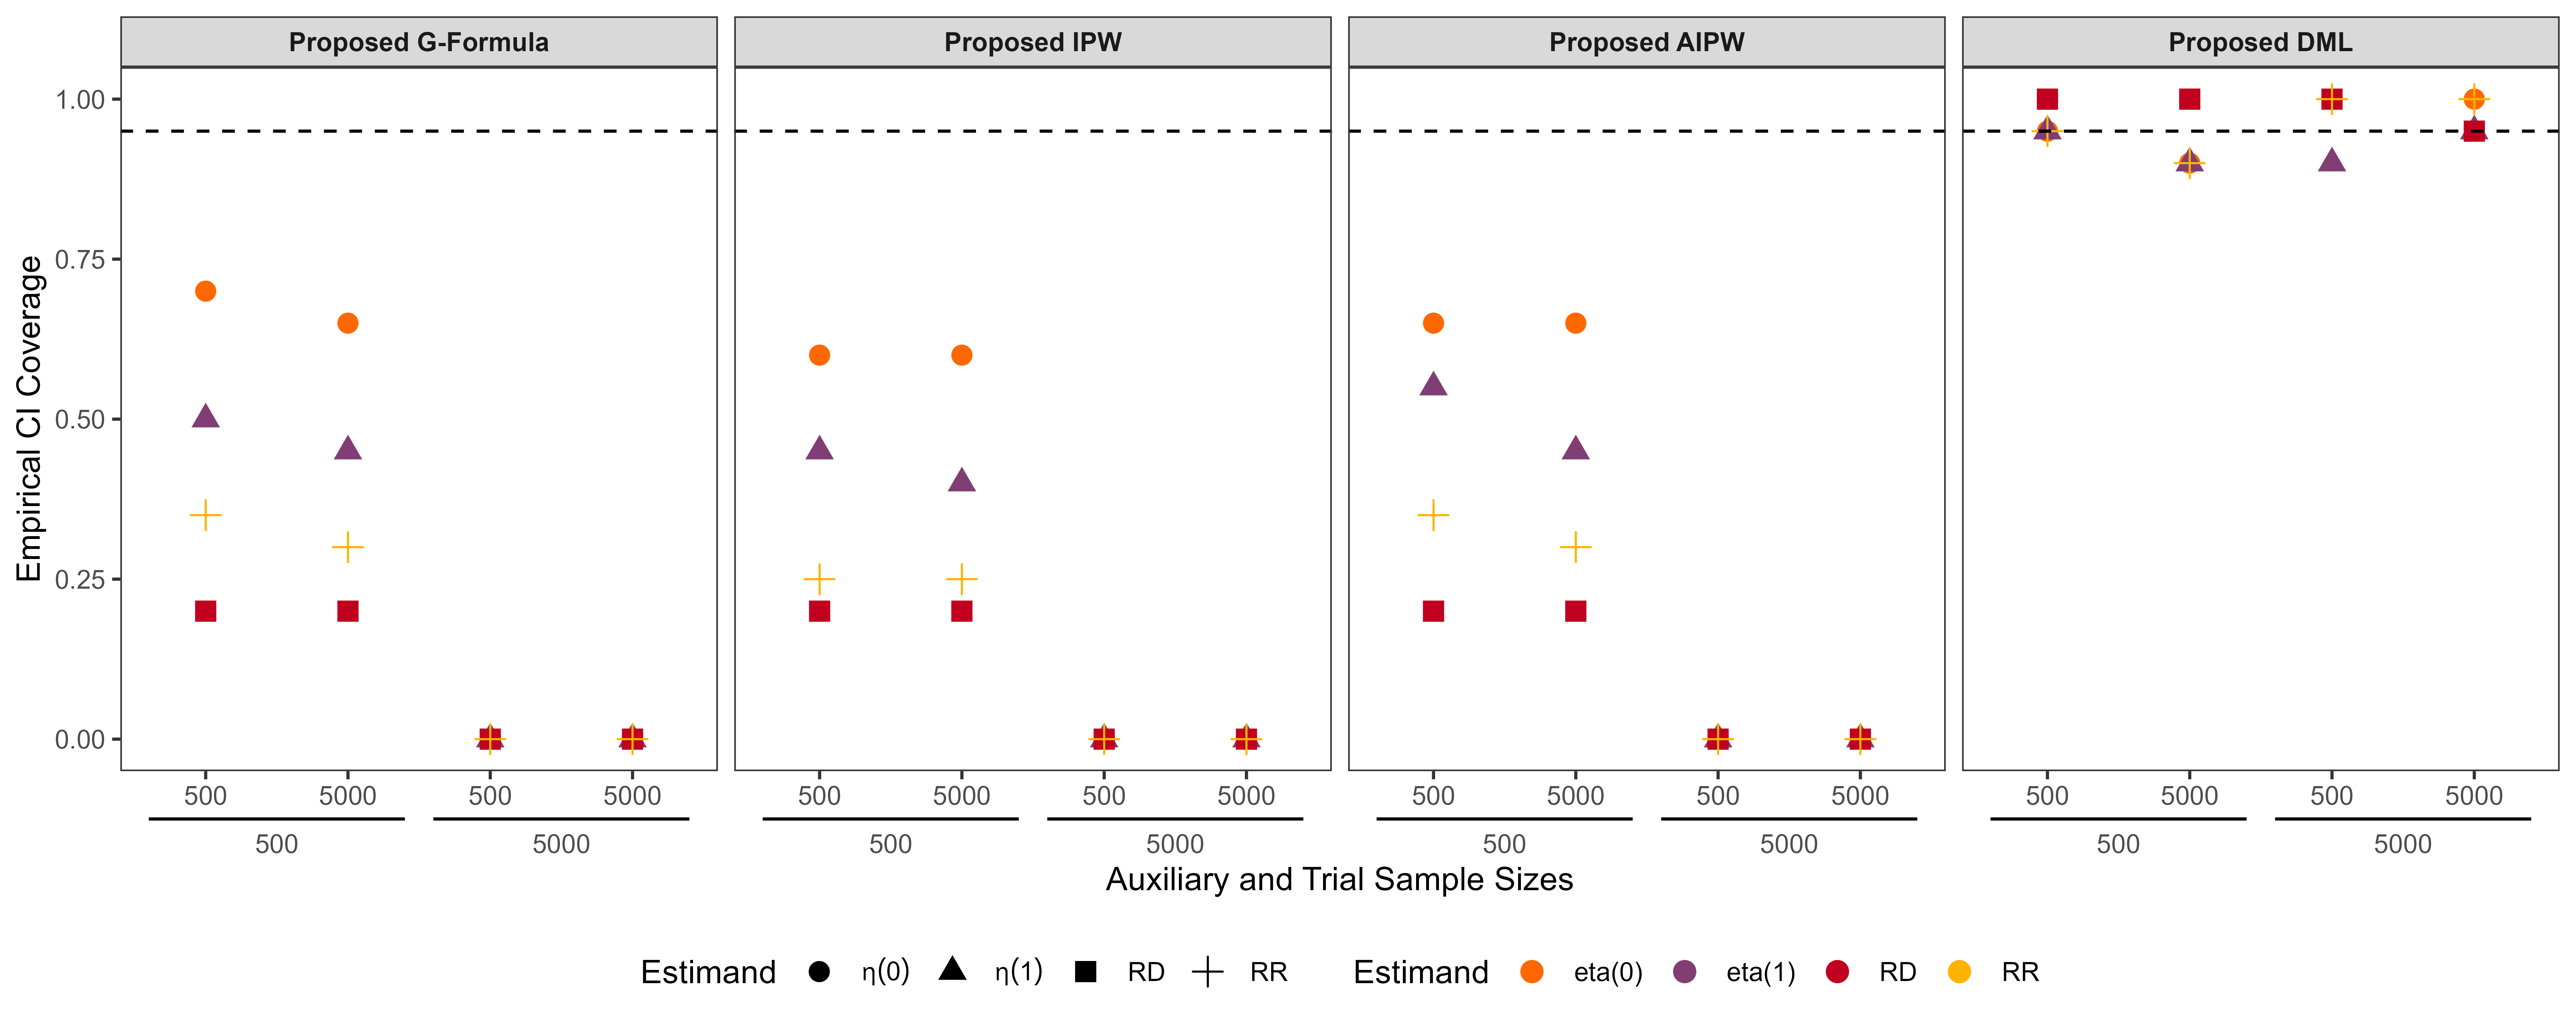 Proposed G-Formula Proposed IPW Proposed AIPW Proposed DML
Empirical CI Coverage
1.00
0.75
0.50
0.25
0.00
500 5000 500 5000 500 5000 500 5000 500 5000 500 5000 500 5000 500 5000
500 5000 500 5000 500 5000 500 5000
Auxiliary and Trial Sample Sizes
Estimand η(0) η(1) RD RR Estimand eta(0) eta(1) RD RR